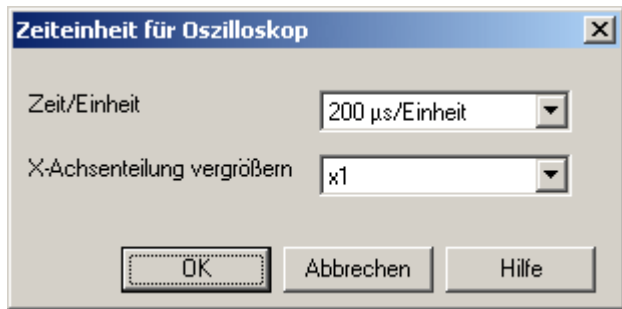 Zeiteinheit für Oszilloskop
Zeit/Einheit 200 µs/Einheit
X-Achsenteilung vergrößern x1
OK Abbrechen Hilfe